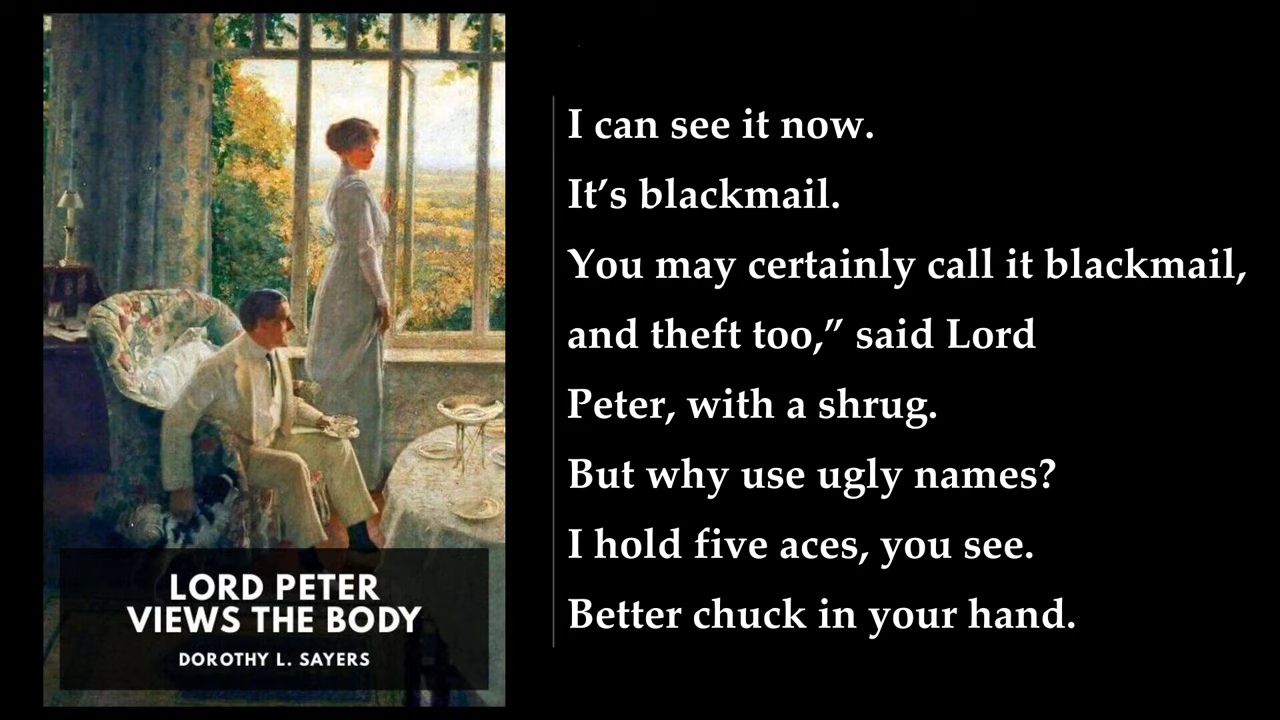 LORD PETER
VIEWS THE BODY
DOROTHY L. SAYERS
I can see it now.
It’s blackmail.
You may certainly call it blackmail,
and theft too,” said Lord
Peter, with a shrug.
But why use ugly names?
I hold five aces, you see.
Better chuck in your hand.